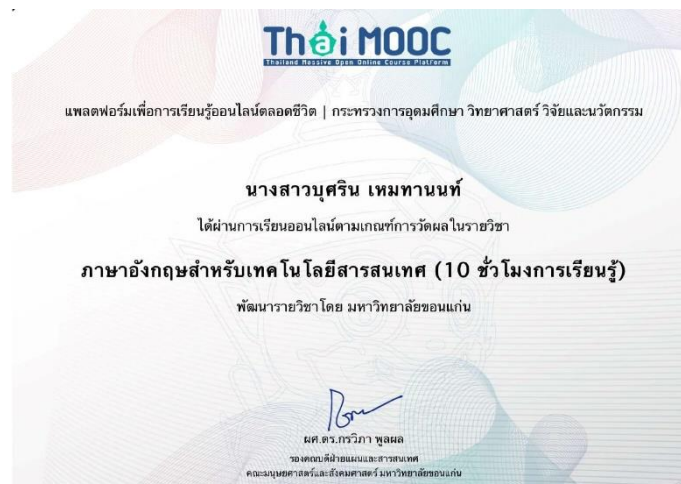 Thai MOOC
Thailand Massive Open Online Course Platform
แพลตฟอร์มเพื่อการเรียนรู้ออนไลน์ตลอดชีวิต | กระทรวงการอุดมศึกษา วิทยาศาสตร์ วิจัยและนวัตกรรม
นางสาวบุศริน เหมทานนท์
ได้ผ่านการเรียนออนไลน์ตามเกณฑ์การวัดผลในรายวิชา
ภาษาอังกฤษสำหรับเทคโนโลยีสารสนเทศ (10 ชั่วโมงการเรียนรู้)
พัฒนารายวิชาโดย มหาวิทยาลัยขอนแก่น
ผศ.ดร.กรวิภา พูลผล
รองคณบดีฝ่ายแผนและสารสนเทศ
คณะมนุษยศาสตร์และสังคมศาสตร์ มหาวิทยาลัยขอนแก่น